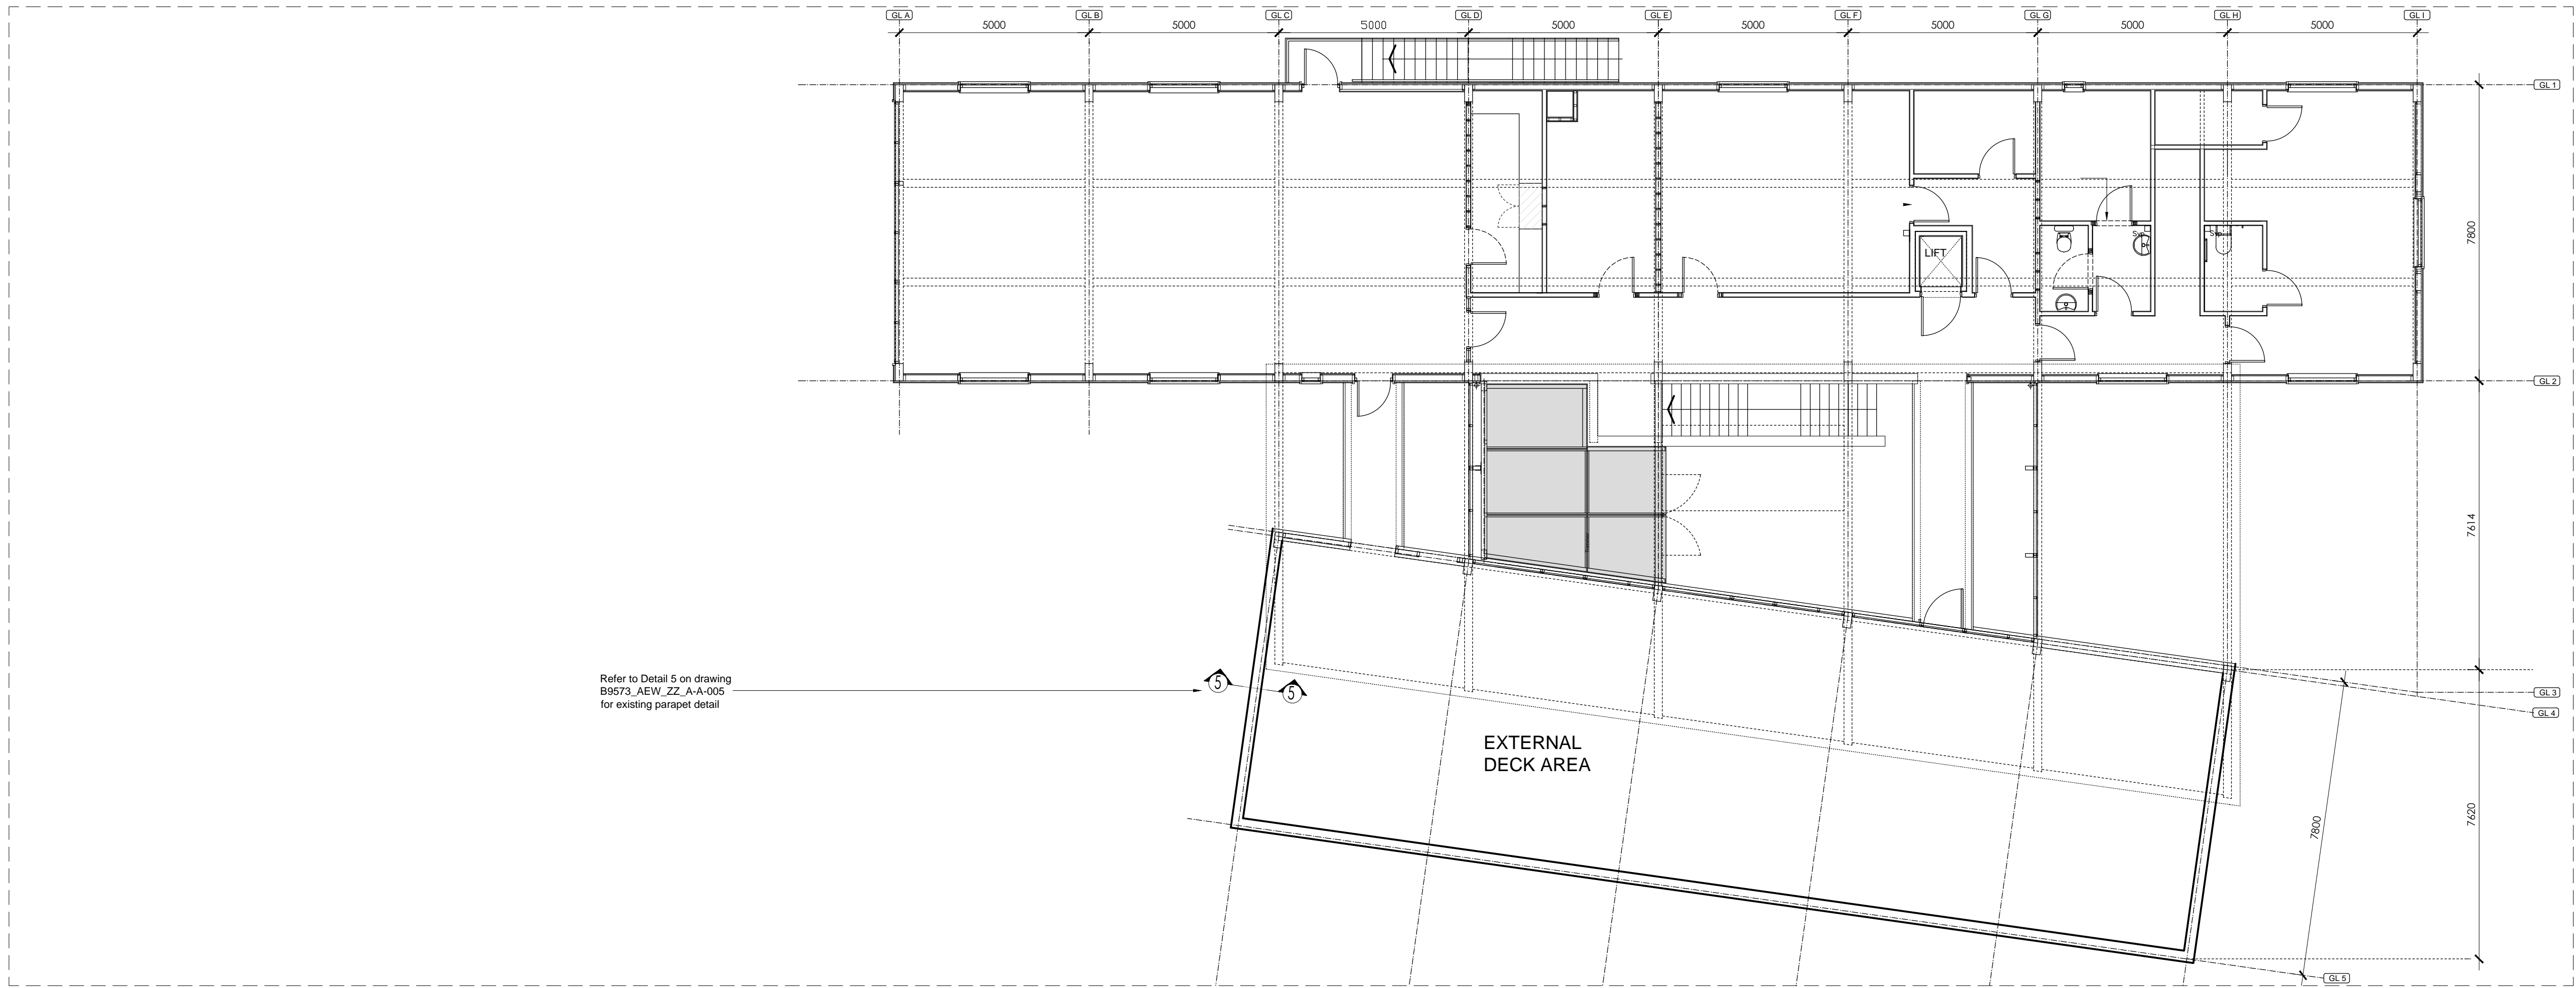 GL A
GL B
GL C
GL D
GL E
GL F
GL G
GL H
GL I
5000
5000
5000
5000
5000
5000
5000
5000
GL 1
7800
LIFT
Svp
Svp
GL 2
7614
Refer to Detail 5 on drawing
B9573_AEW_ZZ_A-A-005
for existing parapet detail
5
5
GL 3
GL 4
EXTERNAL
DECK AREA
7620
7800
GL 5